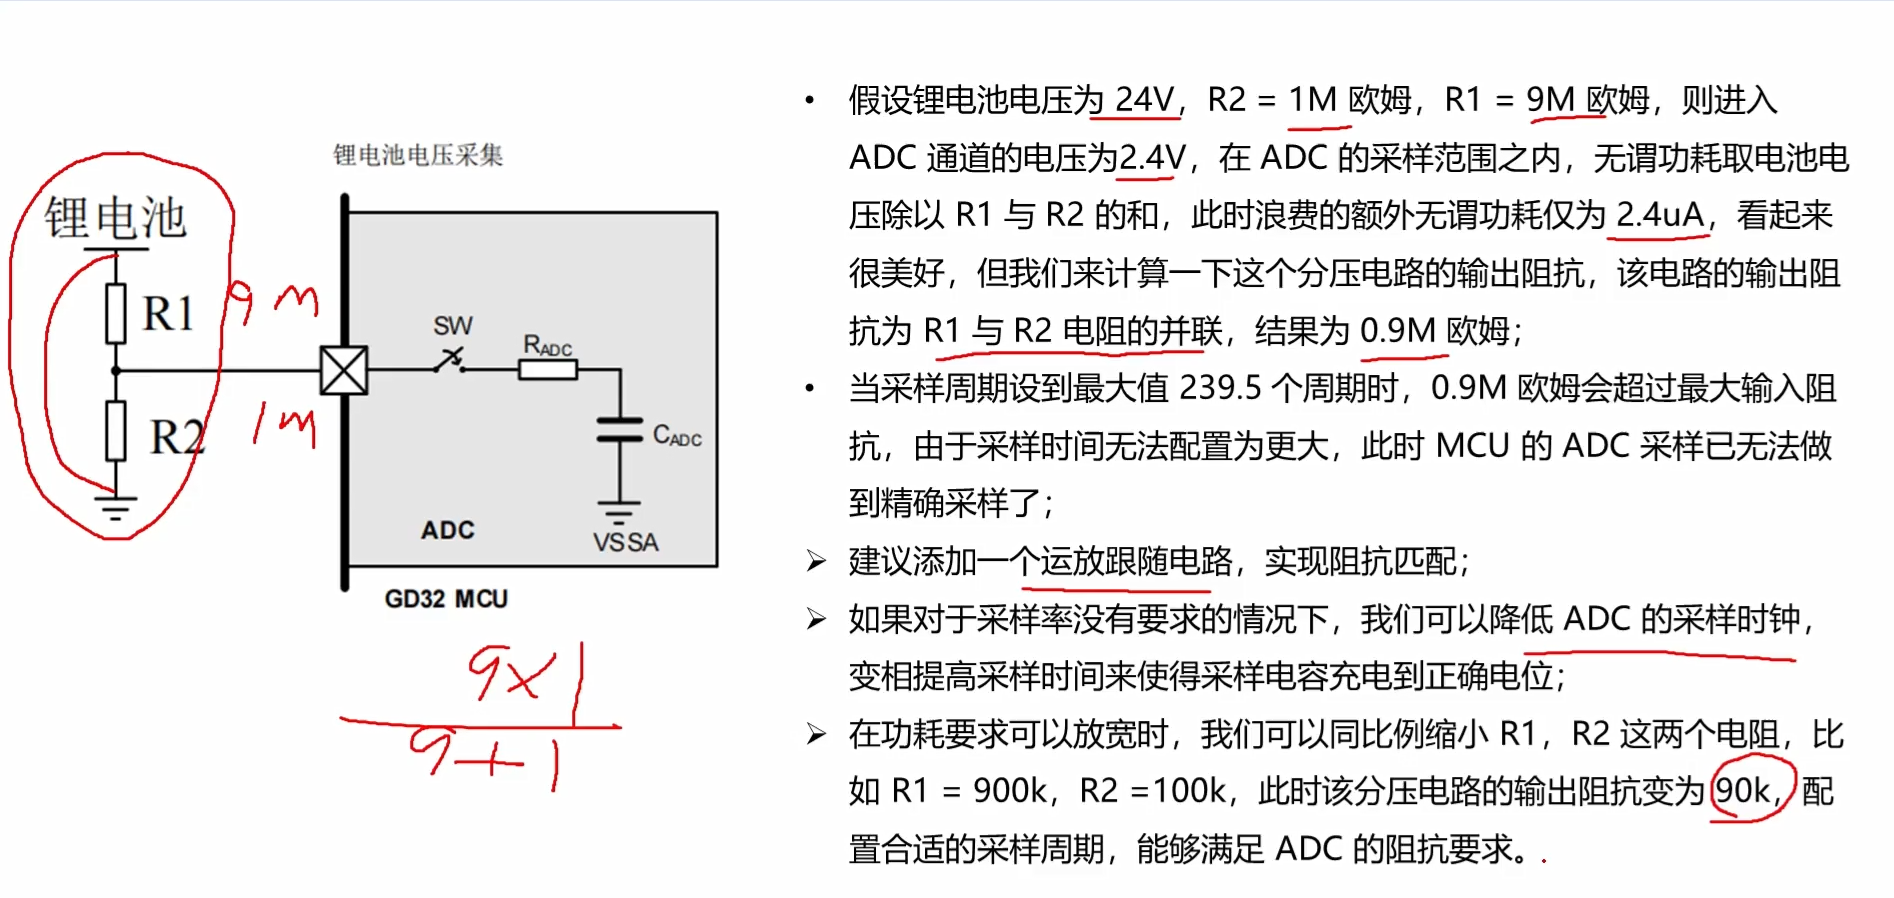 锂电池电压采集
锂电池
R1
9M
R2
1M
SW
RADC
CADC
ADC
VSSA
GD32 MCU
9×1
9+1
• 假设锂电池电压为 24V，R2 = 1M 欧姆，R1 = 9M 欧姆，则进入
ADC 通道的电压为2.4V，在 ADC 的采样范围之内，无谓功耗取电池电
压除以 R1 与 R2 的和，此时浪费的额外无谓功耗仅为 2.4uA，看起来
很美好，但我们来计算一下这个分压电路的输出阻抗，该电路的输出阻
抗为 R1 与 R2 电阻的并联，结果为 0.9M 欧姆；
• 当采样周期设到最大值 239.5 个周期时，0.9M 欧姆会超过最大输入阻
抗，由于采样时间无法配置为更大，此时 MCU 的 ADC 采样已无法做
到精确采样了；
➢ 建议添加一个运放跟随电路，实现阻抗匹配；
➢ 如果对于采样率没有要求的情况下，我们可以降低 ADC 的采样时钟，
变相提高采样时间来使得采样电容充电到正确电位；
➢ 在功耗要求可以放宽时，我们可以同比例缩小 R1，R2 这两个电阻，比
如 R1 = 900k，R2 =100k，此时该分压电路的输出阻抗变为 90k，配
置合适的采样周期，能够满足 ADC 的阻抗要求。